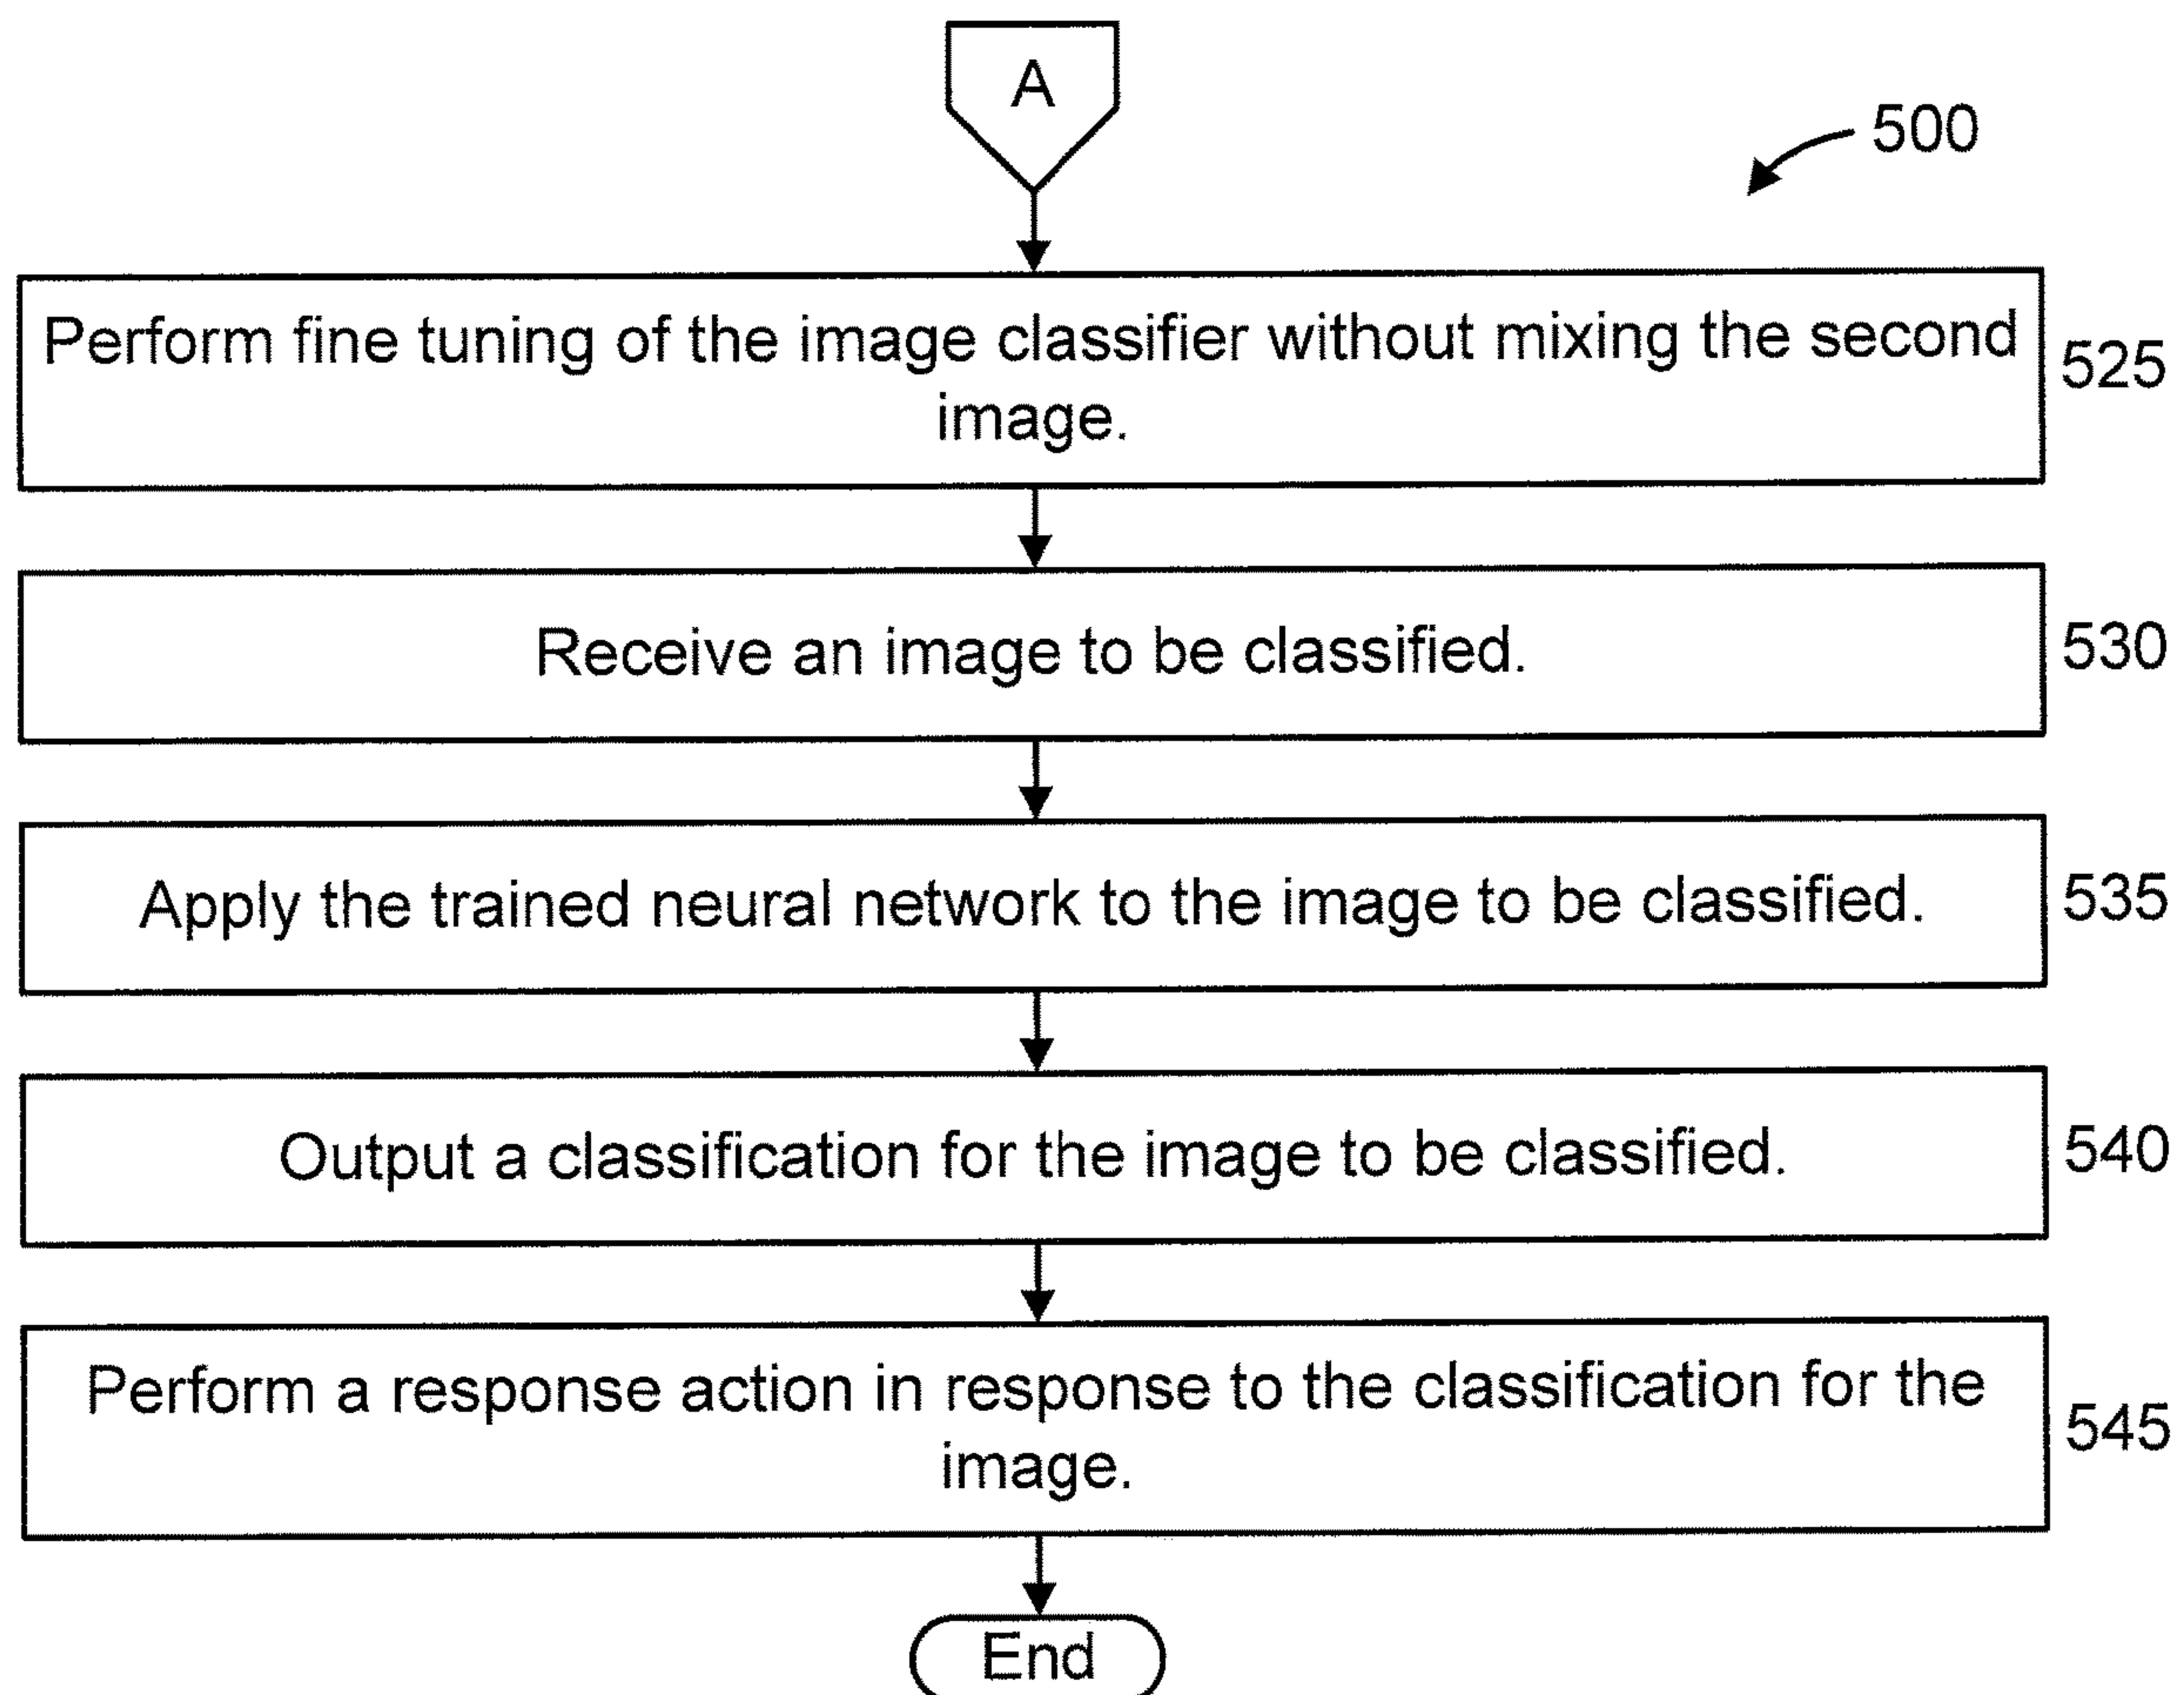 A
500
Perform fine tuning of the image classifier without mixing the second
image.
525
Receive an image to be classified.
530
Apply the trained neural network to the image to be classified.
535
Output a classification for the image to be classified.
540
Perform a response action in response to the classification for the
image.
545
End